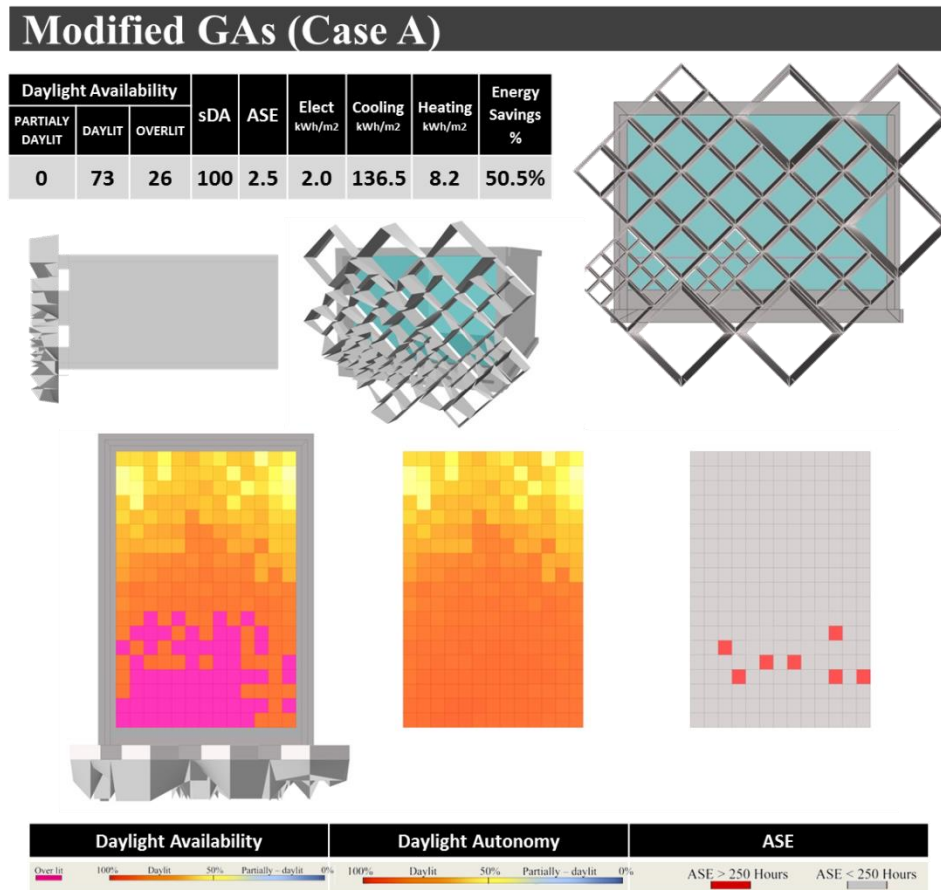 Modified GAs (Case A)
Daylight Availability sDA ASE Elect kWh/m2 Cooling kWh/m2 Heating kWh/m2 Energy Savings %
PARTIALY DAYLIT DAYLIT OVERLIT
0 73 26 100 2.5 2.0 136.5 8.2 50.5%
Daylight Availability Daylight Autonomy ASE
Over lit 100% Daylit 50% Partially – daylit 0% 100% Daylit 50% Partially – daylit 0% ASE > 250 Hours ASE < 250 Hours